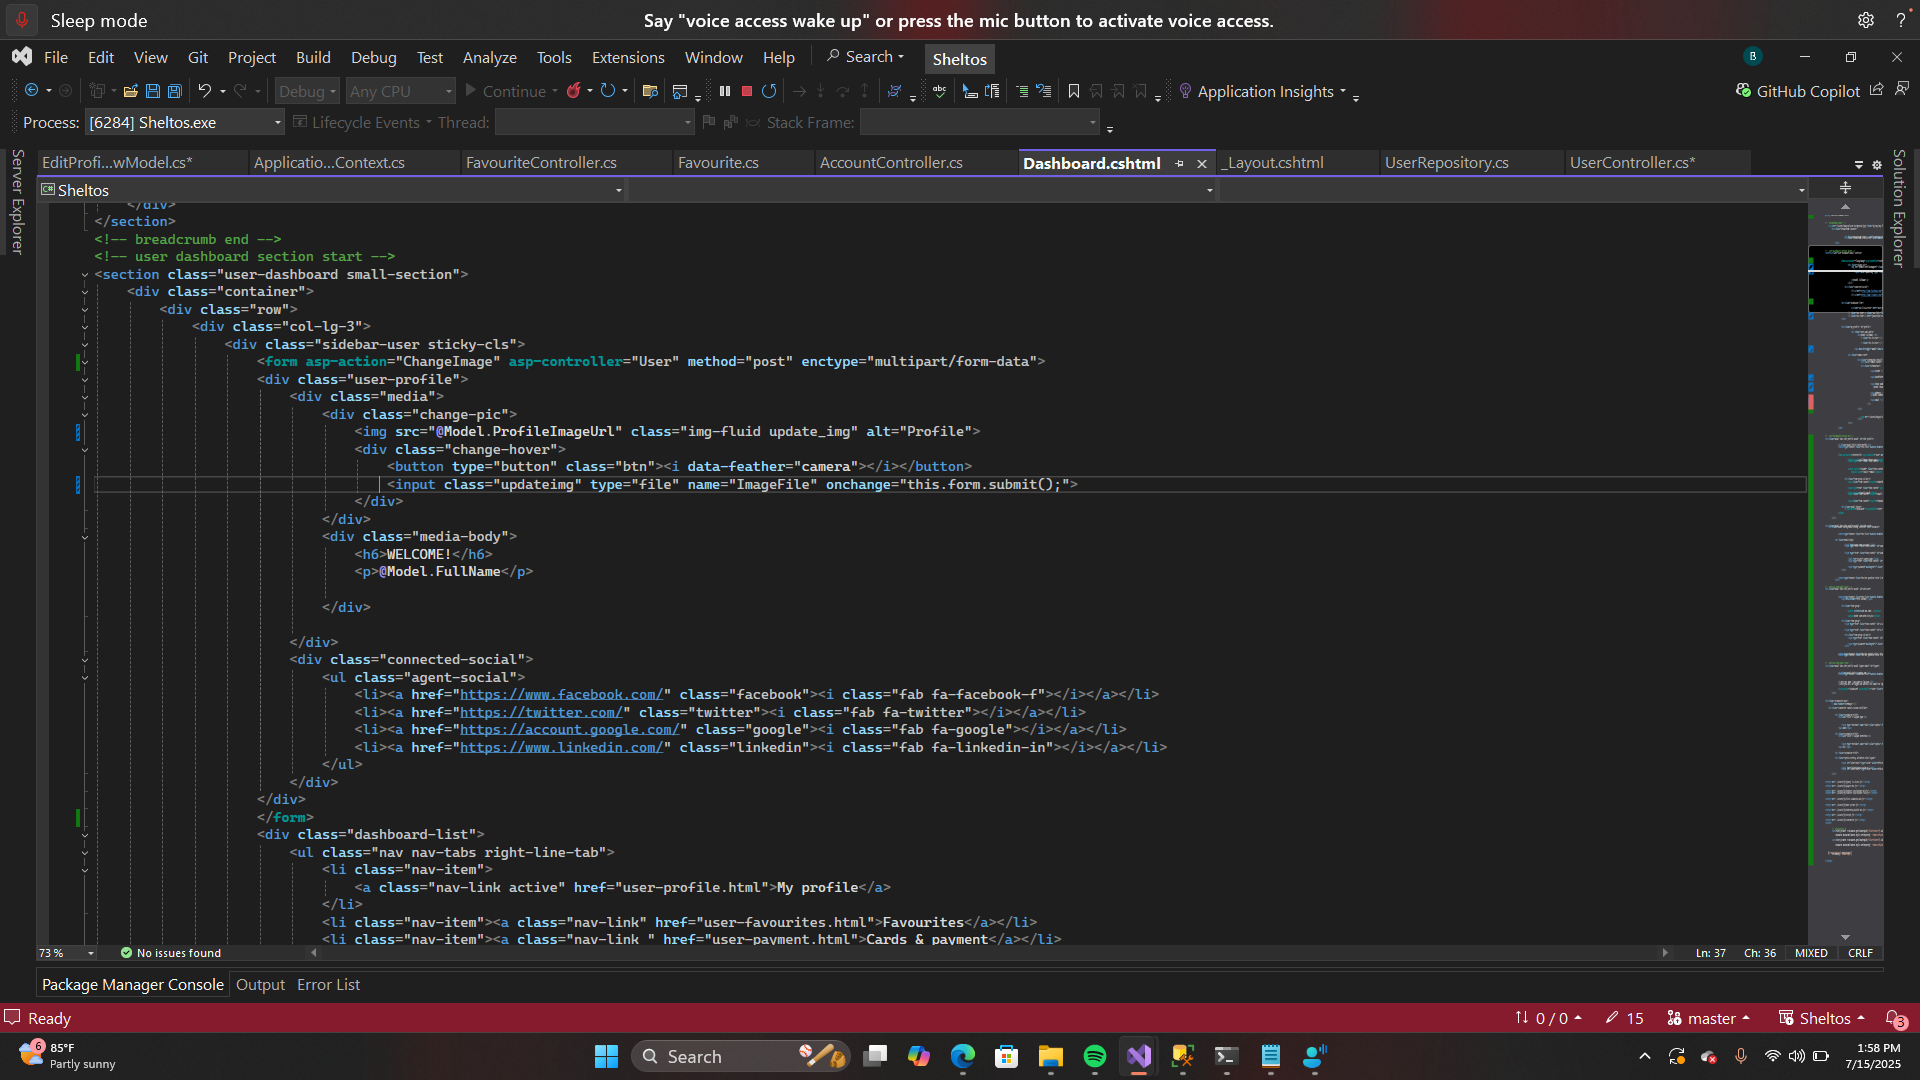 Sleep mode
Say "voice access wake up" or press the mic button to activate voice access.
File Edit View Git Project Build Debug Test Analyze Tools Extensions Window Help Search Sheltos
B
Debug Any CPU Continue Application Insights GitHub Copilot
Process: [6284] Sheltos.exe Lifecycle Events Thread: Stack Frame:
Server Explorer
EditProfi...wModel.cs* Applicatio...Context.cs FavouriteController.cs Favourite.cs AccountController.cs Dashboard.cshtml _Layout.cshtml UserRepository.cs UserController.cs*
Solution Explorer
C# Sheltos
</div>
</section>
<!-- breadcrumb end -->
<!-- user dashboard section start -->
<section class="user-dashboard small-section">
<div class="container">
<div class="row">
<div class="col-lg-3">
<div class="sidebar-user sticky-cls">
<form asp-action="ChangeImage" asp-controller="User" method="post" enctype="multipart/form-data">
<div class="user-profile">
<div class="media">
<div class="change-pic">
<img src="@Model.ProfileImageUrl" class="img-fluid update_img" alt="Profile">
<div class="change-hover">
<button type="button" class="btn"><i data-feather="camera"></i></button>
<input class="updateimg" type="file" name="ImageFile" onchange="this.form.submit();">
</div>
</div>
<div class="media-body">
<h6>WELCOME!</h6>
<p>@Model.FullName</p>
</div>
</div>
<div class="connected-social">
<ul class="agent-social">
<li><a href="https://www.facebook.com/" class="facebook"><i class="fab fa-facebook-f"></i></a></li>
<li><a href="https://twitter.com/" class="twitter"><i class="fab fa-twitter"></i></a></li>
<li><a href="https://account.google.com/" class="google"><i class="fab fa-google"></i></a></li>
<li><a href="https://www.linkedin.com/" class="linkedin"><i class="fab fa-linkedin-in"></i></a></li>
</ul>
</div>
</div>
</form>
<div class="dashboard-list">
<ul class="nav nav-tabs right-line-tab">
<li class="nav-item">
<a class="nav-link active" href="user-profile.html">My profile</a>
</li>
<li class="nav-item"><a class="nav-link" href="user-favourites.html">Favourites</a></li>
<li class="nav-item"><a class="nav-link " href="user-payment.html">Cards & payment</a></li>
73 % No issues found Ln: 37 Ch: 36 MIXED CRLF
Package Manager Console Output Error List
Ready 0 / 0 15 master Sheltos 3
6 85°F
Partly sunny
Search
1:58 PM
7/15/2025